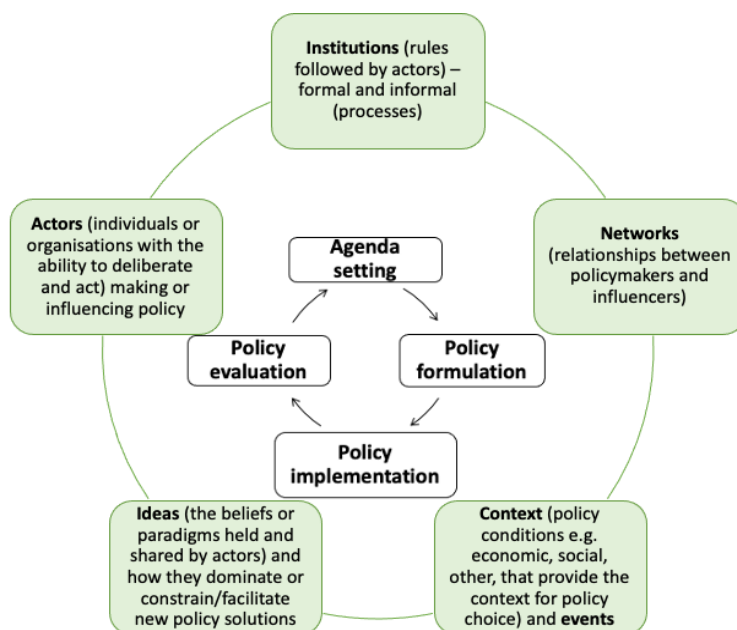 Institutions (rules
followed by actors) –
formal and informal
(processes)
Actors (individuals or
organisations with the
ability to deliberate
and act) making or
influencing policy
Networks
(relationships between
policymakers and
influencers)
Agenda
setting
Policy
evaluation
Policy
formulation
Policy
implementation
Ideas (the beliefs or
paradigms held and
shared by actors) and
how they dominate or
constrain/facilitate
new policy solutions
Context (policy
conditions e.g.
economic, social,
other, that provide the
context for policy
choice) and events